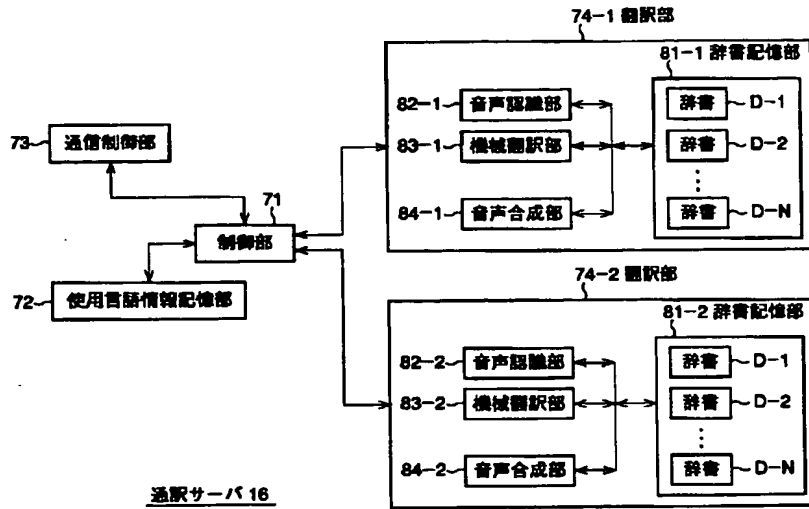 74-1 翻訳部
81-1 辞書記憶部
82-1 音声認識部
辞書 D-1
83-1 機械翻訳部
辞書 D-2
84-1 音声合成部
辞書 D-N
73 通信制御部
71
制御部
72 使用言語情報記憶部
74-2 翻訳部
81-2 辞書記憶部
82-2 音声認識部
辞書 D-1
83-2 機械翻訳部
辞書 D-2
84-2 音声合成部
辞書 D-N
通訳サーバ 16